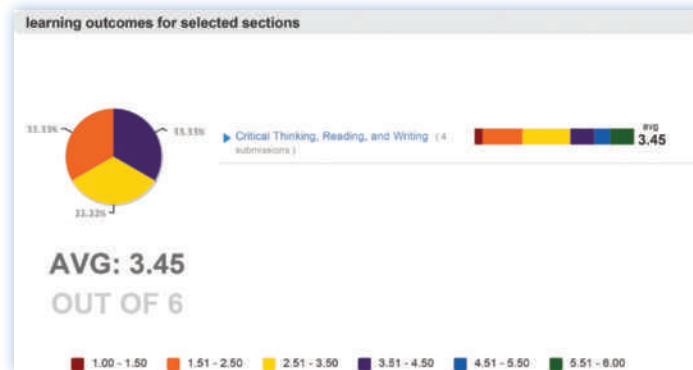 learning outcomes for selected sections
33.33%
33.33%
33.33%
Critical Thinking, Reading, and Writing ( 4
submissions )
avg
3.45
AVG: 3.45
OUT OF 6
1.00 - 1.50
1.51 - 2.50
2.51 - 3.50
3.51 - 4.50
4.51 - 5.50
5.51 - 6.00